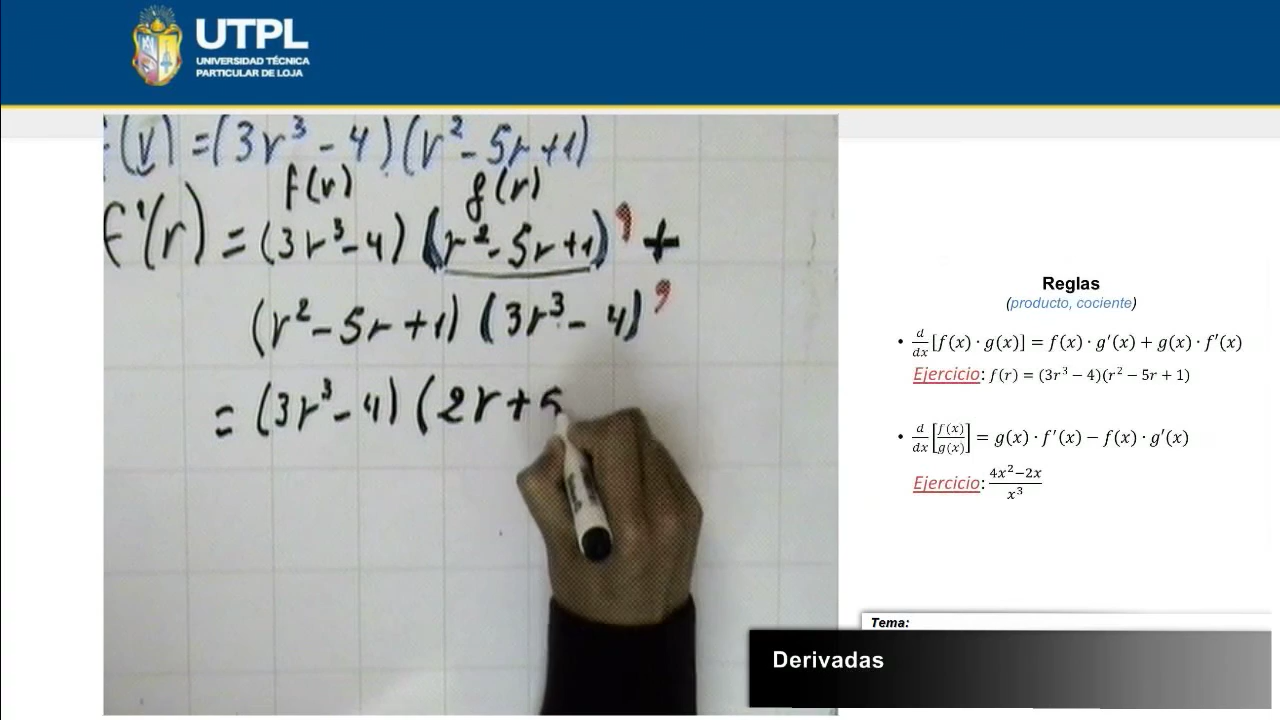 UTPL
UNIVERSIDAD TÉCNICA
PARTICULAR DE LOJA
f(r) = (3r³ - 4)(r² - 5r + 1)
f(r) g(r)
f'(r) = (3r³ - 4) (r² - 5r + 1)' +
(r² - 5r + 1) (3r³ - 4)'
= (3r³ - 4) (2r + 5
Reglas
(producto, cociente)
• d/dx [f(x) · g(x)] = f(x) · g′(x) + g(x) · f′(x)
Ejercicio: f(r) = (3r³ − 4)(r² − 5r + 1)
• d/dx [f(x)/g(x)] = g(x) · f′(x) − f(x) · g′(x)
Ejercicio: 4x²−2x/x³
Tema:
Derivadas